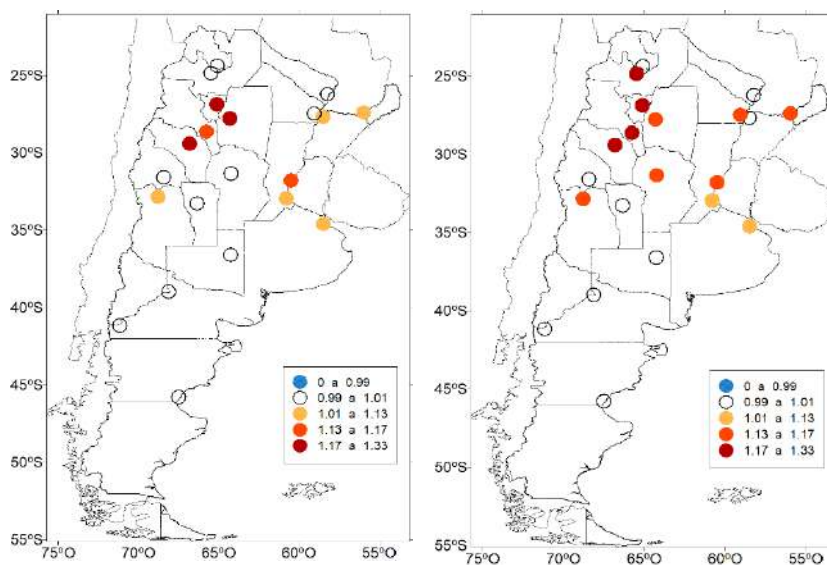 25ºS
30ºS
35ºS
40ºS
45ºS
50ºS
55ºS
75ºO 70ºO 65ºO 60ºO 55ºO
0 a 0.99
0.99 a 1.01
1.01 a 1.13
1.13 a 1.17
1.17 a 1.33
25ºS
30ºS
35ºS
40ºS
45ºS
50ºS
55ºS
75ºO 70ºO 65ºO 60ºO 55ºO
0 a 0.99
0.99 a 1.01
1.01 a 1.13
1.13 a 1.17
1.17 a 1.33